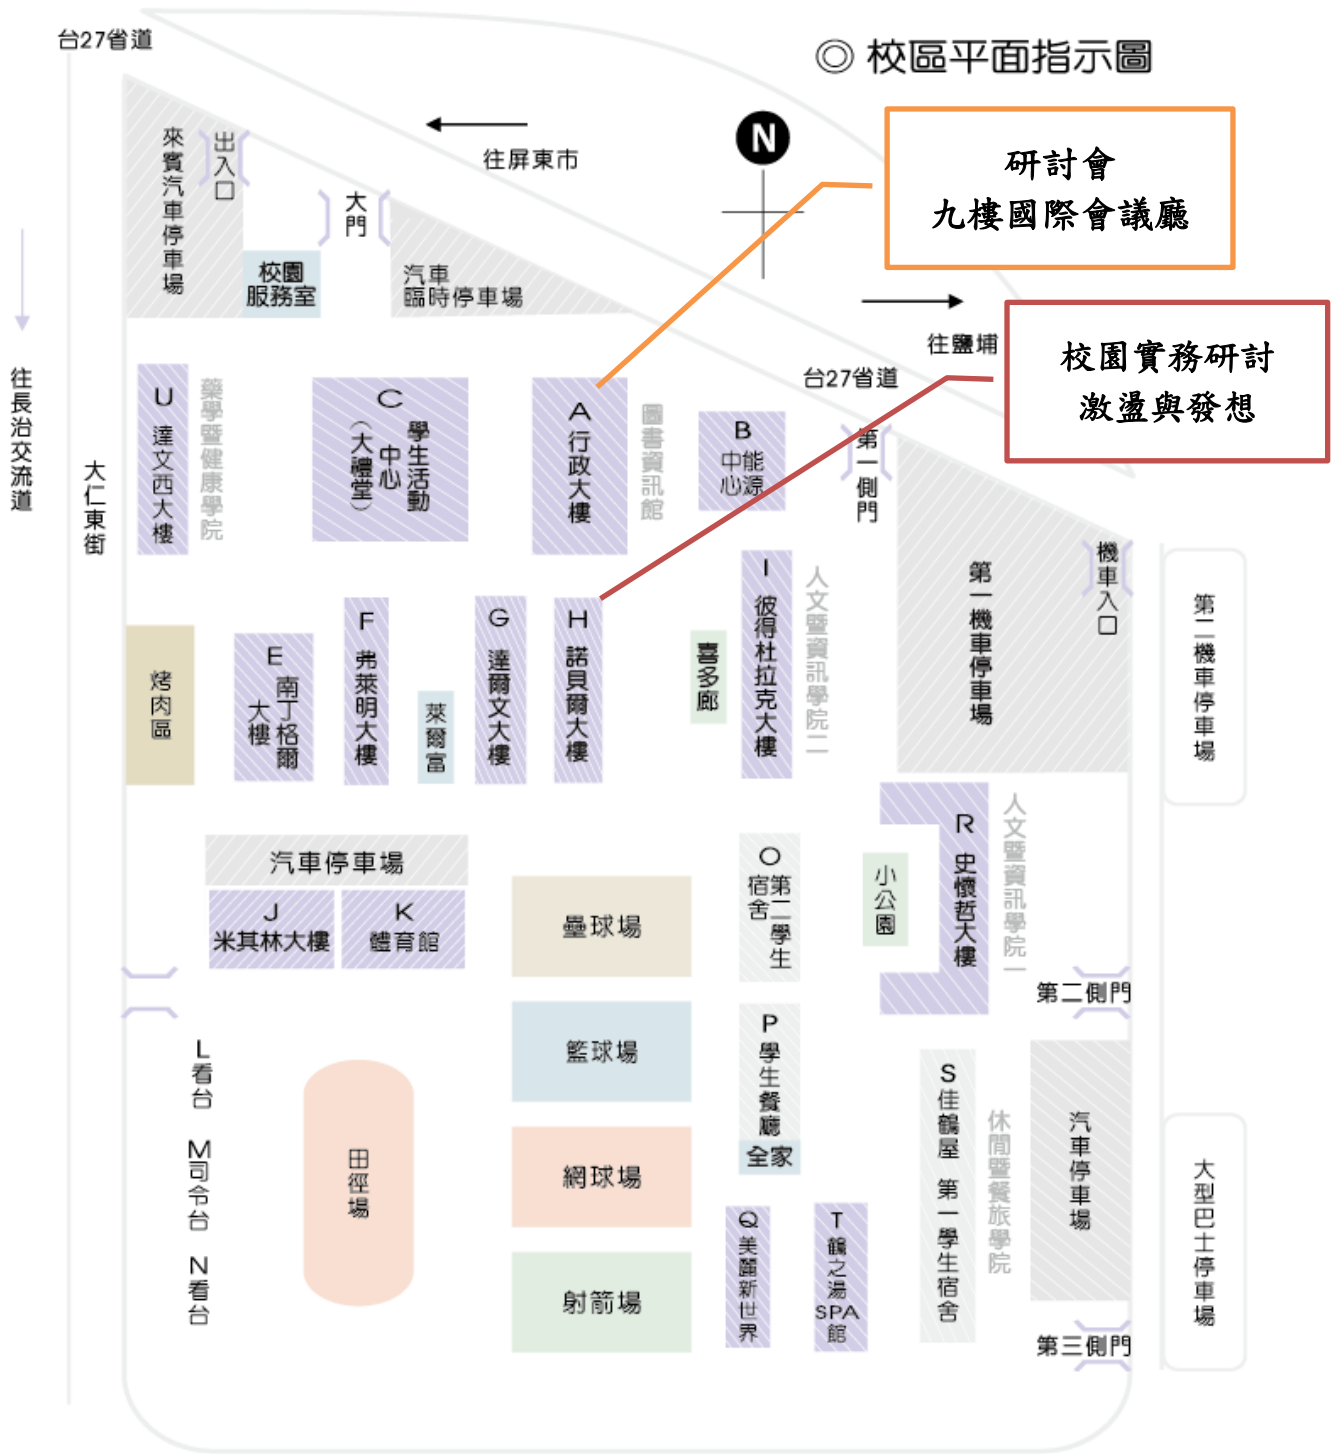 台27省道
◎ 校區平面指示圖
往屏東市
N
研討會
九樓國際會議廳
校園實務研討
激盪與發想
往鹽埔
台27省道
來賓汽車停車場
出入口
大門
校園
服務室
汽車
臨時停車場
往長治交流道
大仁東街
U 達文西大樓
藥學暨健康學院
C
學生活動
中心
（大禮堂）
A 行政大樓
圖書資訊館
B
能源
中心
第一側門
機車入口
第一機車停車場
第二機車停車場
烤肉區
E
南丁格爾
大樓
F 弗萊明大樓
萊爾富
G 達爾文大樓
H 諾貝爾大樓
喜多廊
I 彼得杜拉克大樓
人文暨資訊學院二
汽車停車場
J
米其林大樓
K
體育館
壘球場
籃球場
網球場
射箭場
O
第二學生
宿舍
小公園
R 史懷哲大樓
人文暨資訊學院一
第二側門
P 學生餐廳
全家
L看台
M司令台
N看台
田徑場
Q 美麗新世界
T 鶴之湯
SPA
館
S 佳鶴屋 第一學生宿舍
休閒暨餐旅學院
汽車停車場
大型巴士停車場
第三側門